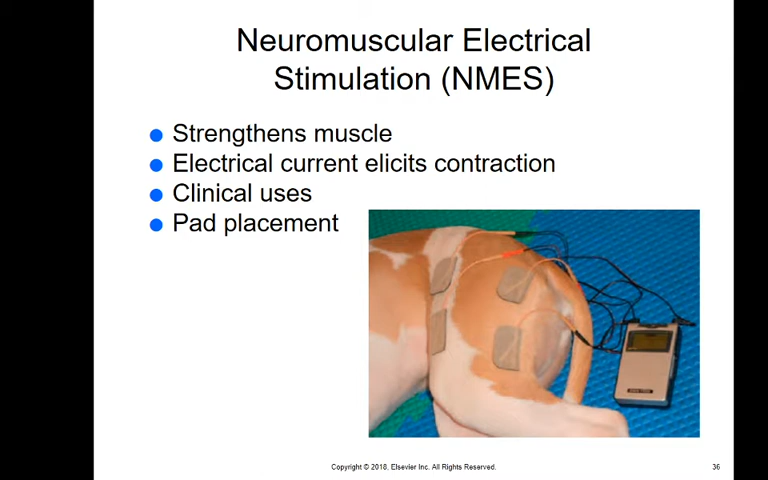 Neuromuscular Electrical
Stimulation (NMES)
Strengthens muscle
Electrical current elicits contraction
Clinical uses
Pad placement
Copyright © 2018, Elsevier Inc. All Rights Reserved.
36